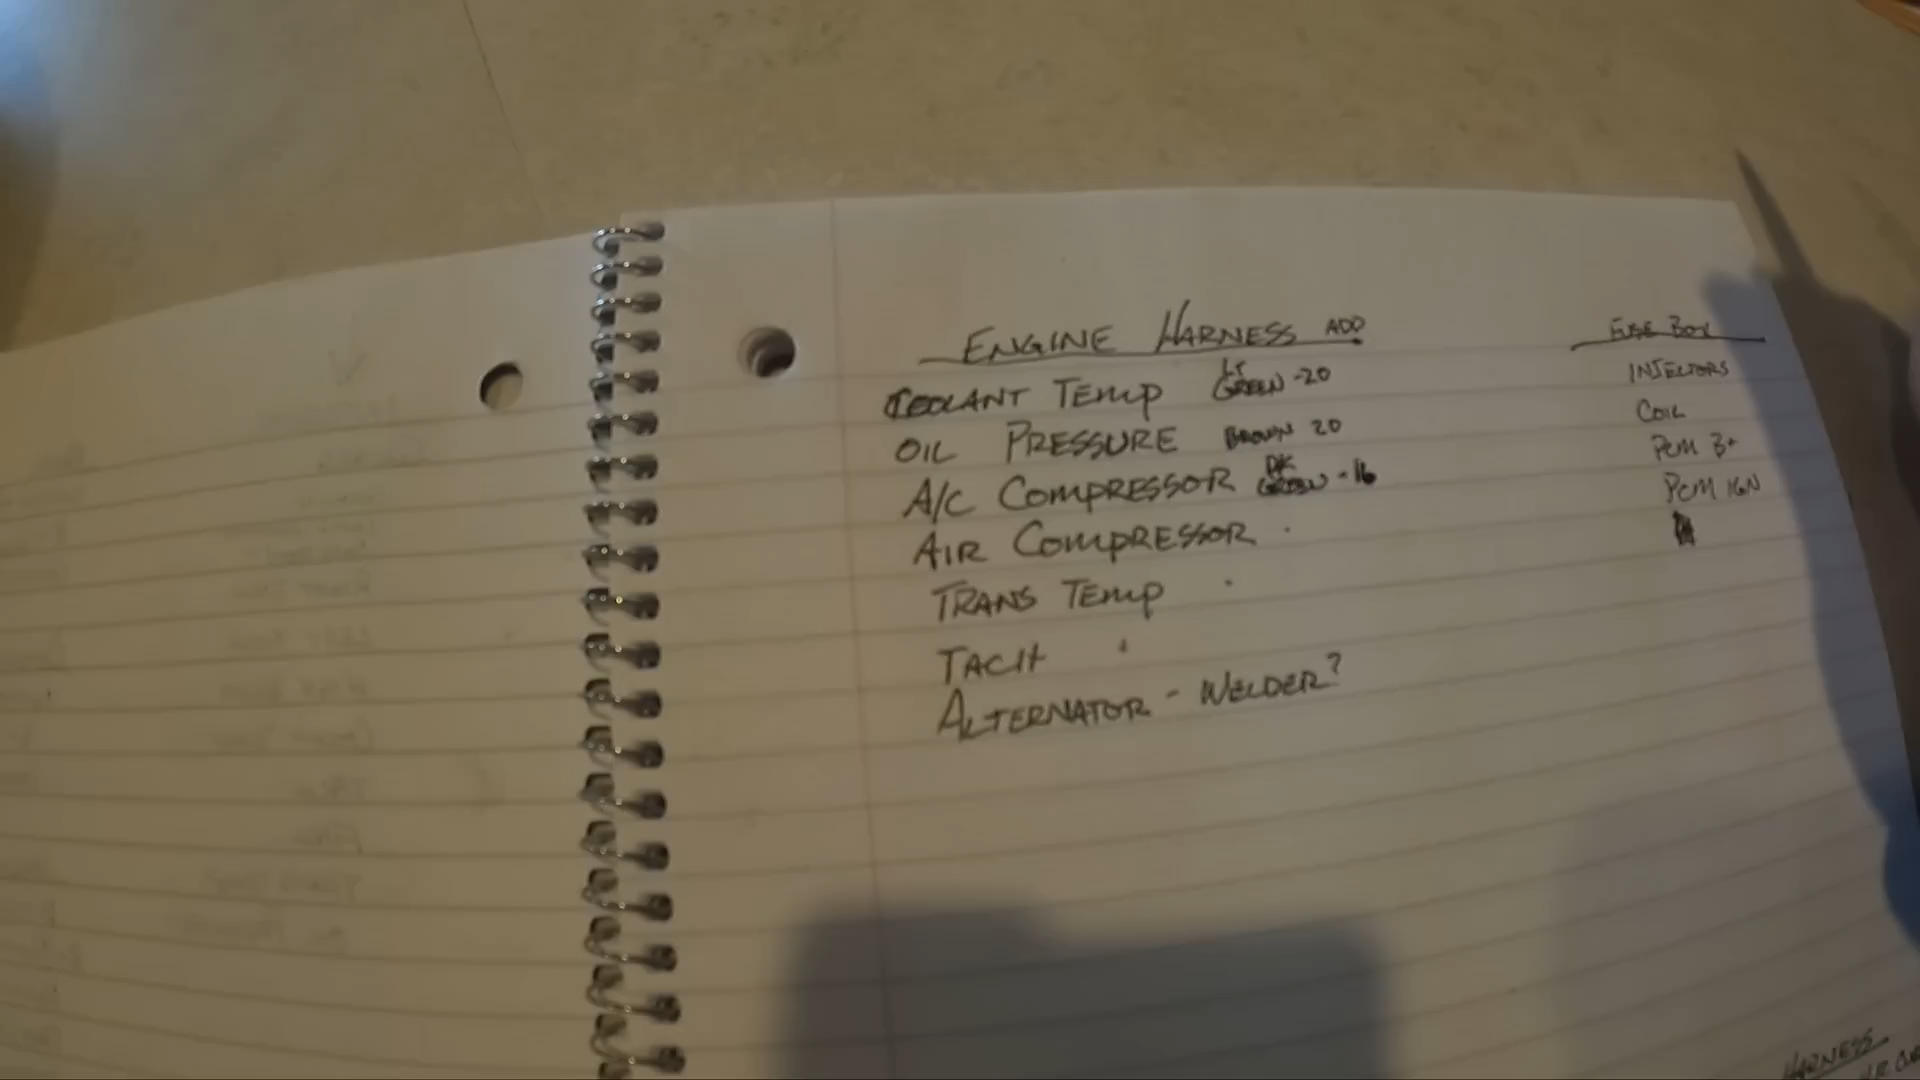 ENGINE HARNESS ADD
COOLANT TEMP LT GREEN -20
OIL PRESSURE BROWN 20
A/C COMPRESSOR DK GREEN -16
AIR COMPRESSOR
TRANS TEMP
TACH
ALTERNATOR - WELDER?
FUSE BOX
INJECTORS
COIL
PCM B+
PCM IGN
HARNESS